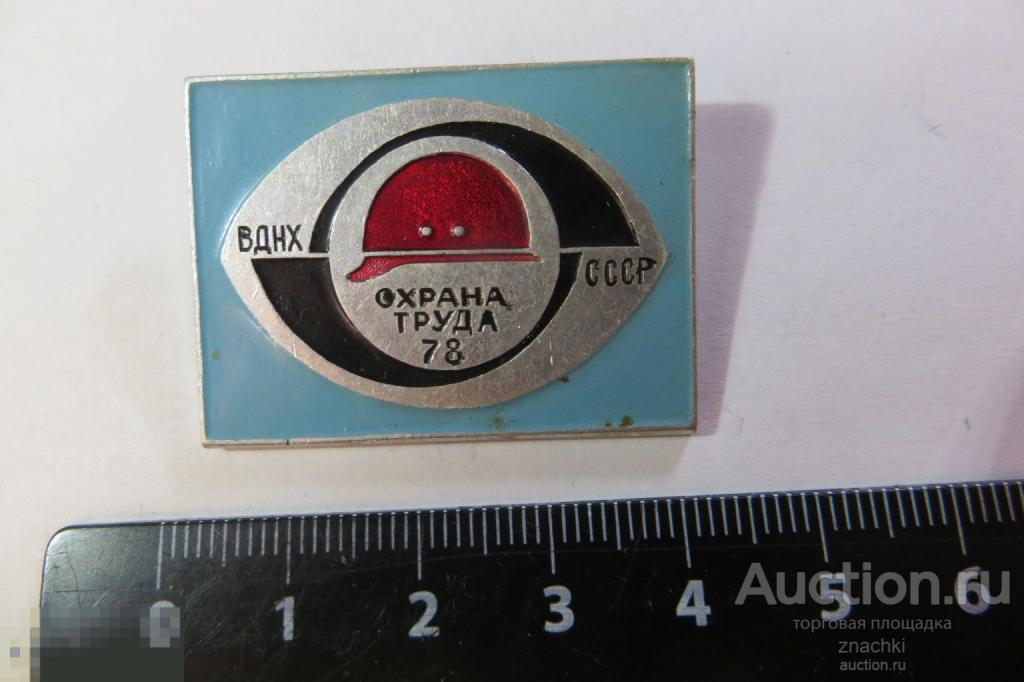 ВДНХ
СССР
ОХРАНА
ТРУДА
78
0 1 2 3 4 5 6
Auction.ru
торговая площадка
znachki
auction.ru